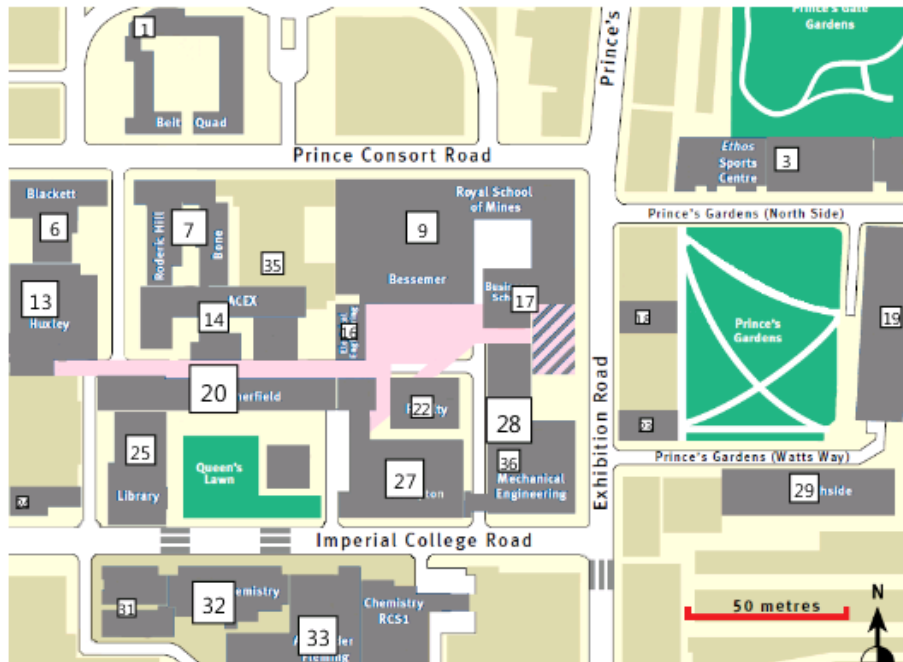 Prince's Gate
Gardens
1
Prince's
Beit Quad
Prince Consort Road
Ethos
Sports
Centre
3
Blackett
6
Roderic Hill
7
Bone
35
Royal School
of Mines
9
Bessemer
Prince's Gardens (North Side)
13
Huxley
ACEX
14
16
17
Prince's
Gardens
19
20
22
28
Exhibition Road
25
Library
Queen's
Lawn
27
36
Mechanical
Engineering
Prince's Gardens (Watts Way)
29
Imperial College Road
31
32
33
Chemistry
RCS1
50 metres
N